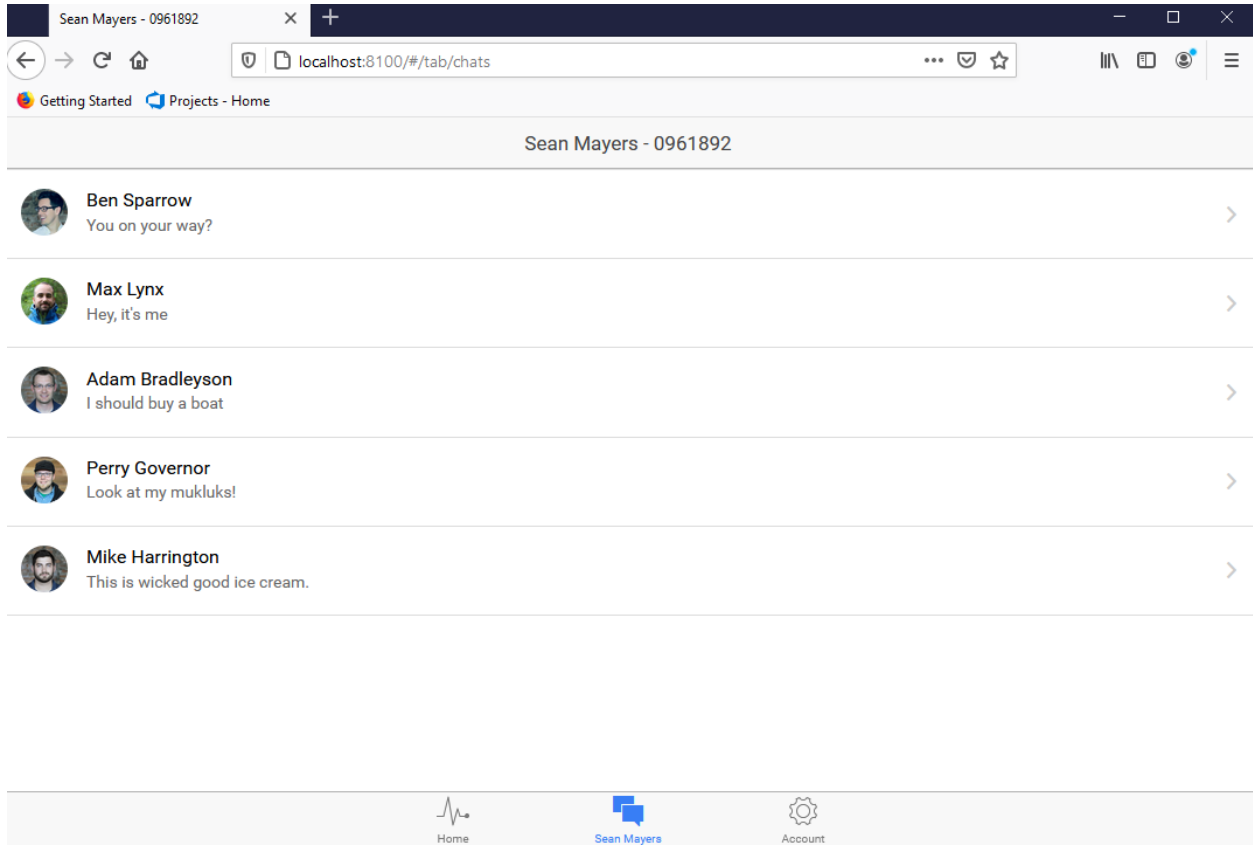 Sean Mayers - 0961892
localhost:8100/#/tab/chats
Getting Started Projects - Home
Sean Mayers - 0961892
Ben Sparrow
You on your way?
Max Lynx
Hey, it's me
Adam Bradleyson
I should buy a boat
Perry Governor
Look at my mukluks!
Mike Harrington
This is wicked good ice cream.
Home Sean Mayers Account